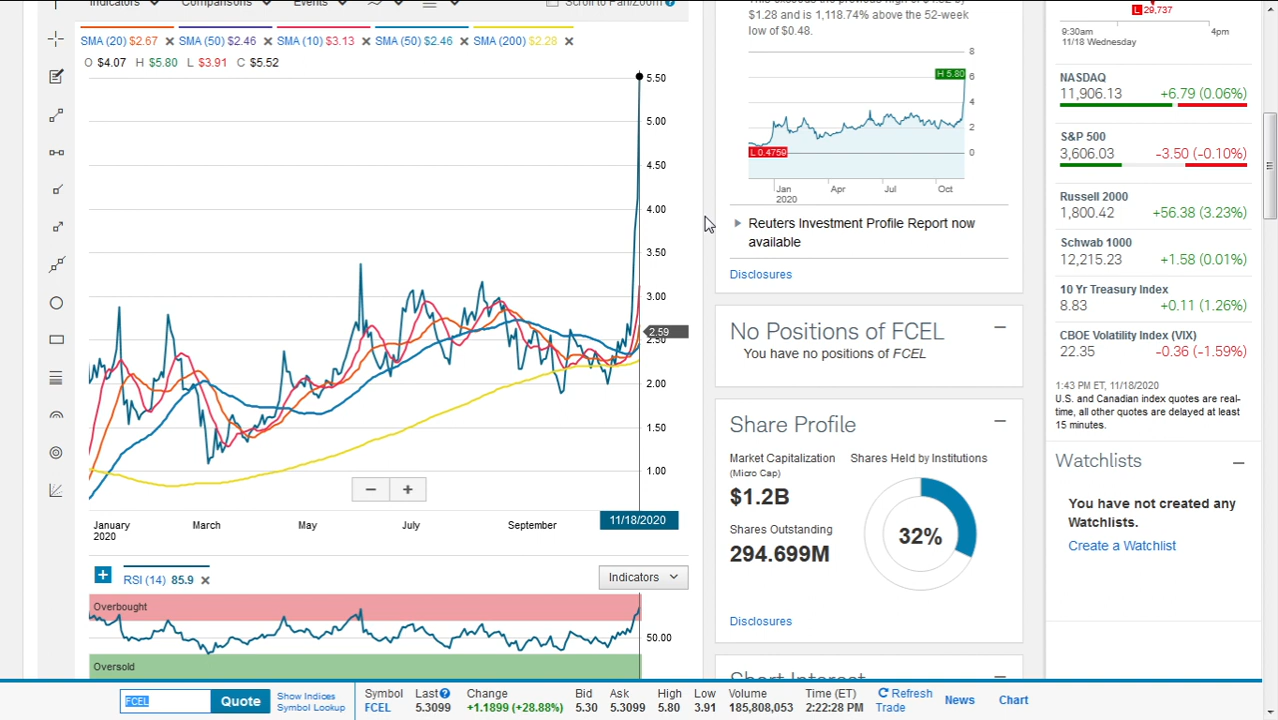 Indicators
Comparisons
Events
Scroll to Pan/Zoom
SMA (20) $2.67 SMA (50) $2.46 SMA (10) $3.13 SMA (50) $2.46 SMA (200) $2.28
O $4.07 H $5.80 L $3.91 C $5.52
5.50
5.00
4.50
4.00
3.50
3.00
2.59
2.50
2.00
1.50
1.00
January
2020
March
May
July
September
11/18/2020
RSI (14) 85.9
Indicators
Overbought
50.00
Oversold
$1.28 and is 1,118.74% above the 52-week
low of $0.48.
8
H 5.80
6
4
2
L 0.4759
0
Jan
2020
Apr
Jul
Oct
Reuters Investment Profile Report now
available
Disclosures
No Positions of FCEL
You have no positions of FCEL
Share Profile
Market Capitalization
(Micro Cap)
$1.2B
Shares Outstanding
294.699M
Shares Held by Institutions
32%
Disclosures
Short Interest
L 29,737
9:30am
4pm
11/18 Wednesday
NASDAQ
11,906.13 +6.79 (0.06%)
S&P 500
3,606.03 -3.50 (-0.10%)
Russell 2000
1,800.42 +56.38 (3.23%)
Schwab 1000
12,215.23 +1.58 (0.01%)
10 Yr Treasury Index
8.83 +0.11 (1.26%)
CBOE Volatility Index (VIX)
22.35 -0.36 (-1.59%)
1:43 PM ET, 11/18/2020
U.S. and Canadian index quotes are real-
time, all other quotes are delayed at least
15 minutes.
Watchlists
You have not created any
Watchlists.
Create a Watchlist
FCEL
Quote
Show Indices
Symbol Lookup
Symbol Last Change Bid Ask High Low Volume Time (ET) Refresh
FCEL 5.3099 +1.1899 (+28.88%) 5.30 5.3099 5.80 3.91 185,808,053 2:22:28 PM Trade
News
Chart